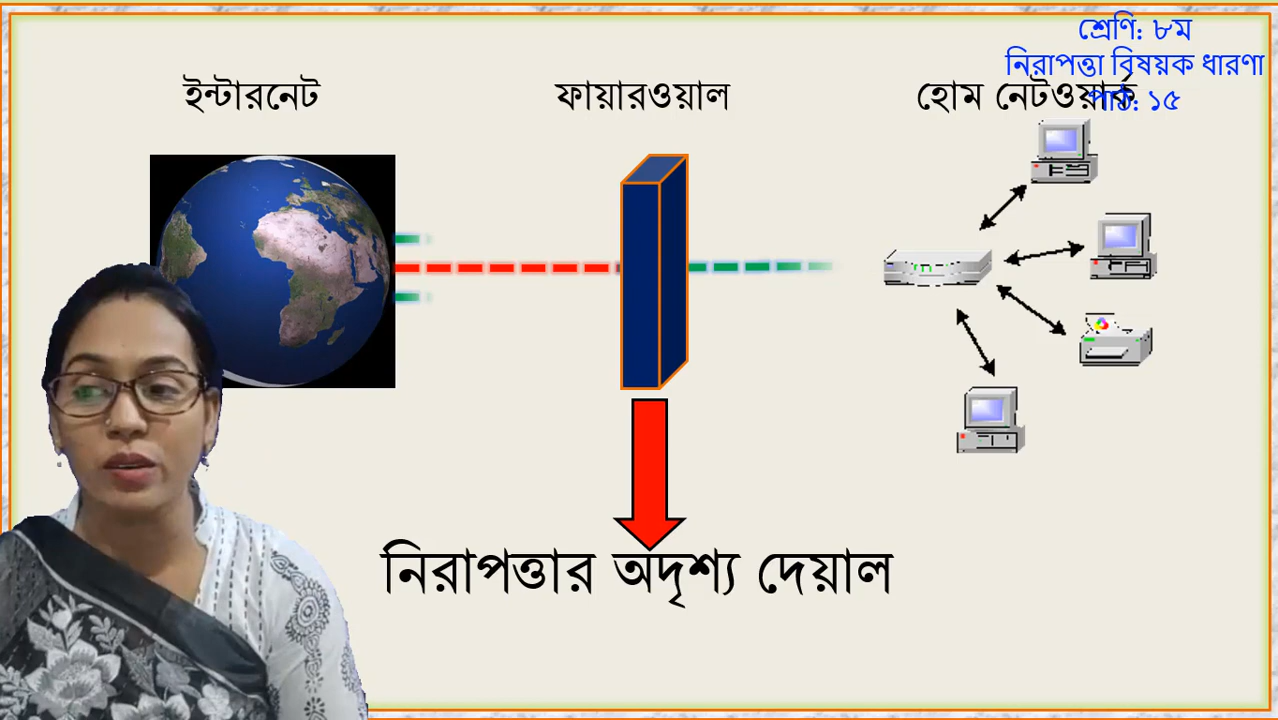 শ্রেণি: ৮ম
নিরাপত্তা বিষয়ক ধারণা
পাঠ: ১৫
ইন্টারনেট
ফায়ারওয়াল
হোম নেটওয়ার্ক
নিরাপত্তার অদৃশ্য দেয়াল